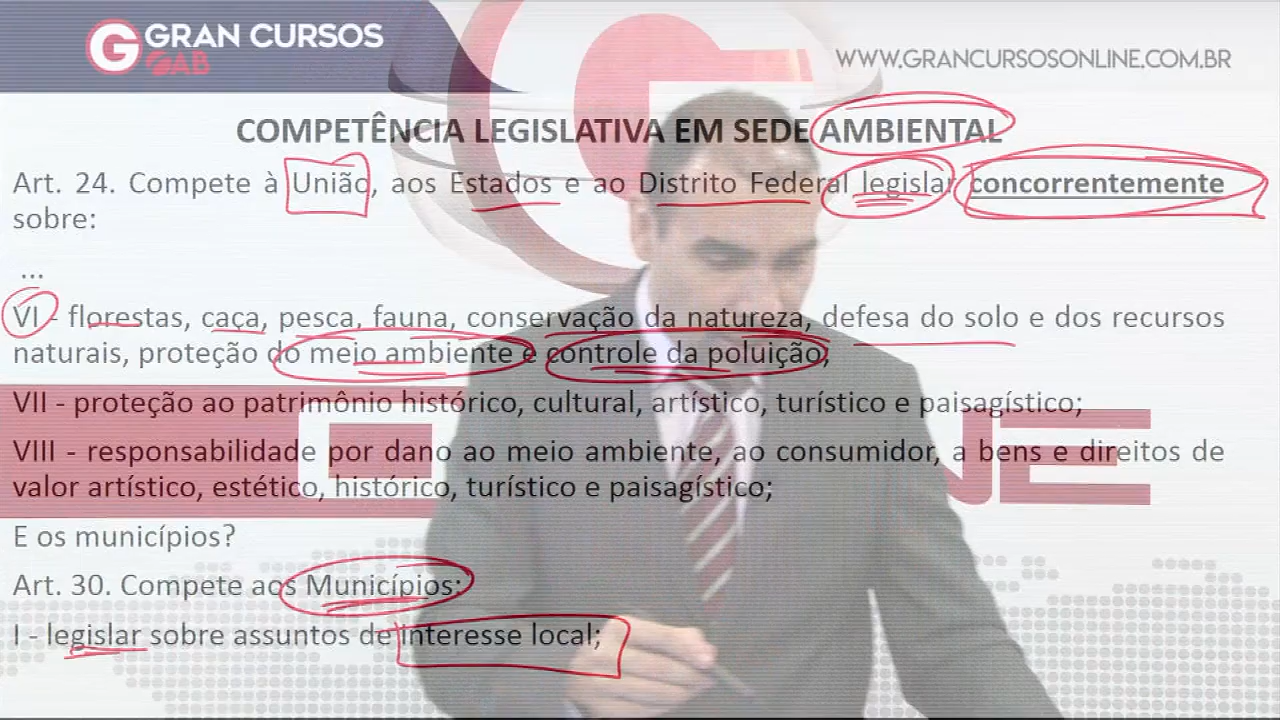 GRAN CURSOS
OAB
WWW.GRANCURSOSONLINE.COM.BR
COMPETÊNCIA LEGISLATIVA EM SEDE AMBIENTAL
Art. 24. Compete à União, aos Estados e ao Distrito Federal legislar concorrentemente
sobre:
...
VI - florestas, caça, pesca, fauna, conservação da natureza, defesa do solo e dos recursos
naturais, proteção do meio ambiente e controle da poluição;
VII - proteção ao patrimônio histórico, cultural, artístico, turístico e paisagístico;
VIII - responsabilidade por dano ao meio ambiente, ao consumidor, a bens e direitos de
valor artístico, estético, histórico, turístico e paisagístico;
E os municípios?
Art. 30. Compete aos Municípios:
I - legislar sobre assuntos de interesse local;